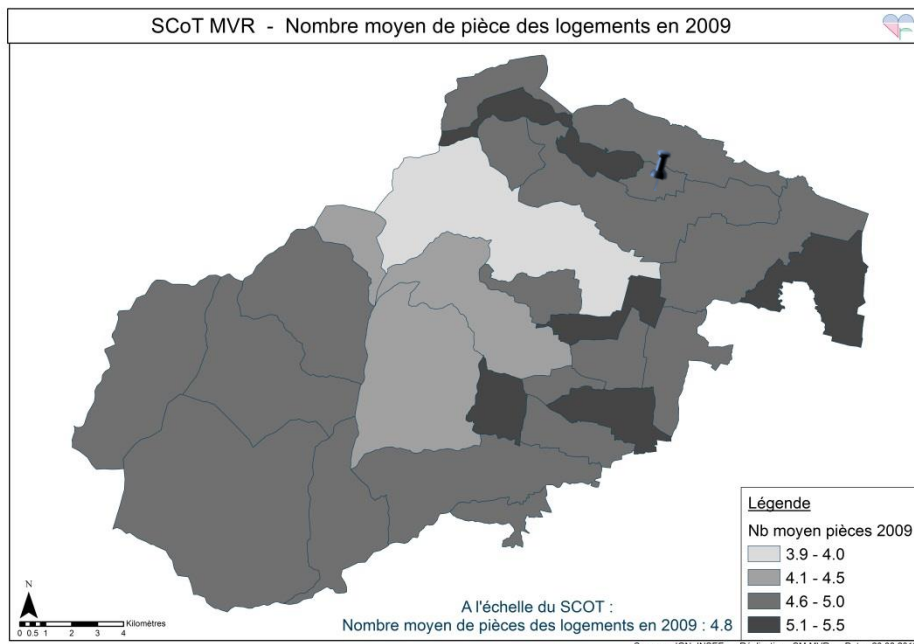 SCoT MVR - Nombre moyen de pièce des logements en 2009
Légende
Nb moyen pièces 2009
3.9 - 4.0
4.1 - 4.5
4.6 - 5.0
5.1 - 5.5
N
Kilomètres
0 0.5 1 2 3 4
A l'échelle du SCOT :
Nombre moyen de pièces des logements en 2009 : 4.8